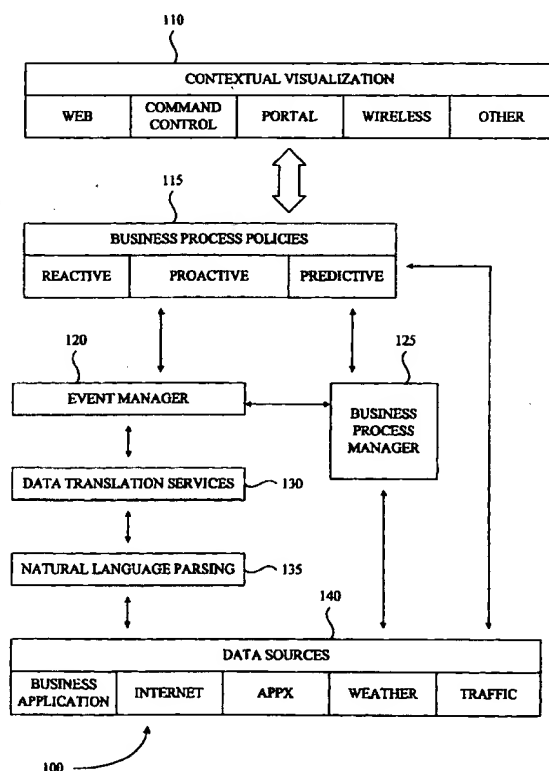 110
CONTEXTUAL VISUALIZATION
WEB
COMMAND
CONTROL
PORTAL
WIRELESS
OTHER
115
BUSINESS PROCESS POLICIES
REACTIVE
PROACTIVE
PREDICTIVE
120
EVENT MANAGER
125
BUSINESS
PROCESS
MANAGER
DATA TRANSLATION SERVICES
130
NATURAL LANGUAGE PARSING
135
140
DATA SOURCES
BUSINESS
APPLICATION
INTERNET
APPX
WEATHER
TRAFFIC
100